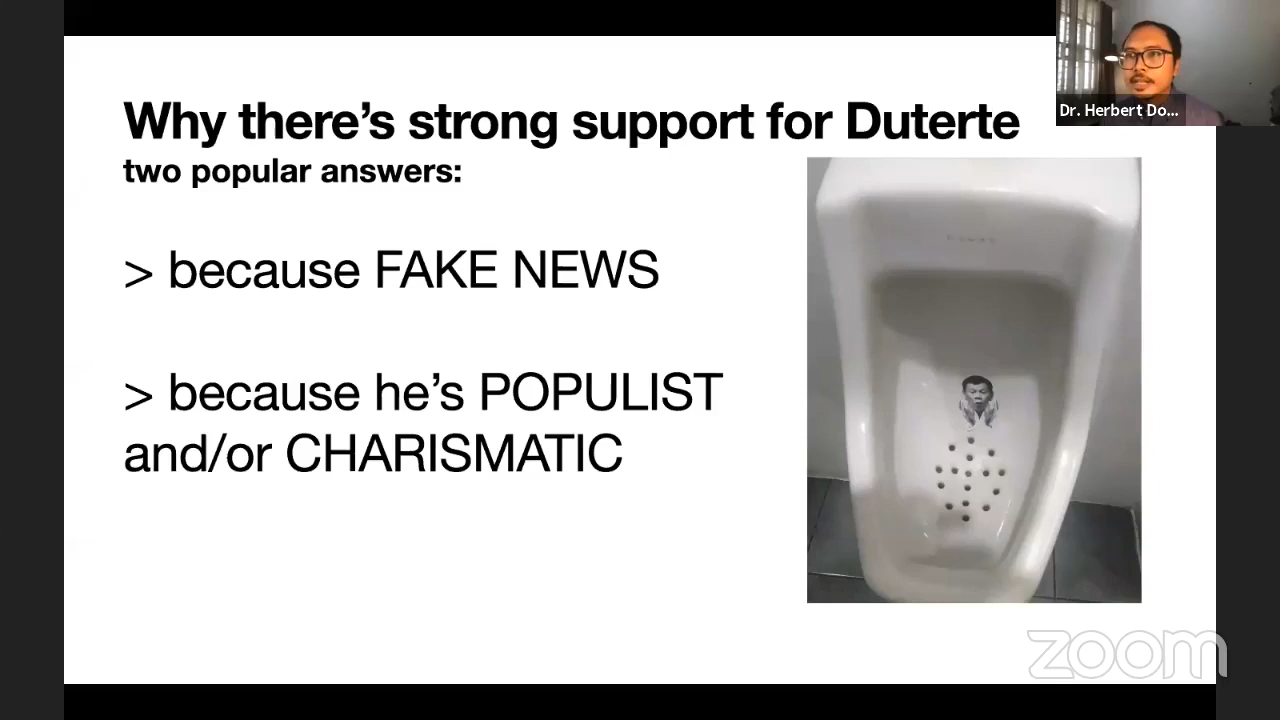 Why there's strong support for Duterte
two popular answers:
> because FAKE NEWS
> because he's POPULIST
and/or CHARISMATIC
Dr. Herbert Do...
zoom